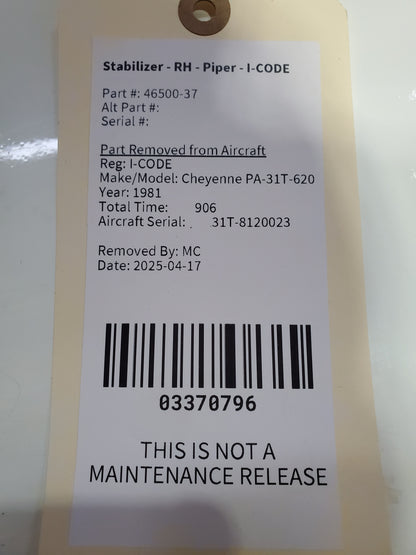 Stabilizer - RH - Piper - I-CODE
Part #: 46500-37
Alt Part #:
Serial #:
Part Removed from Aircraft
Reg: I-CODE
Make/Model: Cheyenne PA-31T-620
Year: 1981
Total Time: 906
Aircraft Serial: 31T-8120023
Removed By: MC
Date: 2025-04-17
03370796
THIS IS NOT A
MAINTENANCE RELEASE